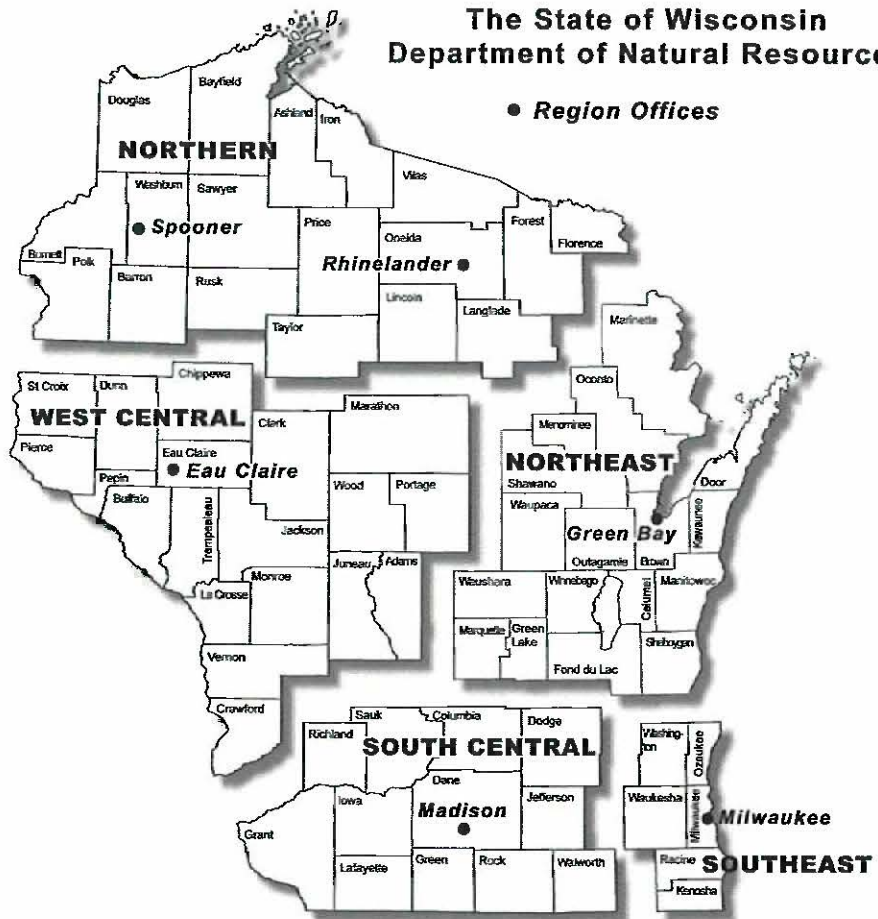 The State of Wisconsin
Department of Natural Resource
Region Offices
Bayfield
Douglas
Ashland
Iron
NORTHERN
Vilas
Washburn
Sawyer
Price
Forest
Spooner
Oneida
Florence
Burnett
Polk
Rhinelander
Barron
Rusk
Lincoln
Langlade
Taylor
Marinette
Chippewa
St Croix
Dunn
Oconto
Marathon
WEST CENTRAL
Clark
Menominee
Pierce
Eau Claire
Eau Claire
NORTHEAST
Pepin
Wood
Portage
Shawano
Door
Buffalo
Waupaca
Trempealeau
Jackson
Green Bay
Kewaunee
Juneau
Adams
Outagamie
Brown
Monroe
Waushara
Winnebago
Calumet
Manitowoc
La Crosse
Marquette
Green
Lake
Sheboygan
Vernon
Fond du Lac
Crawford
Sauk
Columbia
Dodge
Richland
Washing-
ton
Ozaukee
SOUTH CENTRAL
Dane
Iowa
Jefferson
Waukesha
Milwaukee
Madison
Milwaukee
Grant
Lafayette
Green
Rock
Walworth
Racine
SOUTHEAST
Kenosha